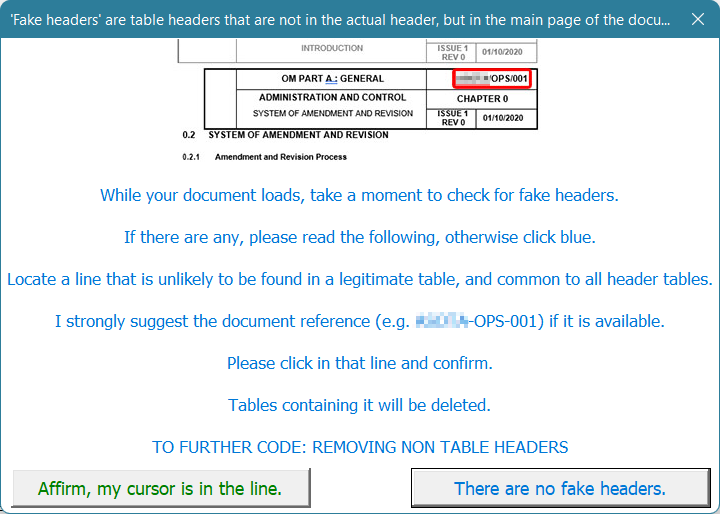 'Fake headers' are table headers that are not in the actual header, but in the main page of the docu...
INTRODUCTION
ISSUE 1
REV 0
01/10/2020
OM PART A : GENERAL
/OPS/001
ADMINISTRATION AND CONTROL
CHAPTER 0
SYSTEM OF AMENDMENT AND REVISION
ISSUE 1
REV 0
01/10/2020
0.2 SYSTEM OF AMENDMENT AND REVISION
0.2.1 Amendment and Revision Process
While your document loads, take a moment to check for fake headers.
If there are any, please read the following, otherwise click blue.
Locate a line that is unlikely to be found in a legitimate table, and common to all header tables.
I strongly suggest the document reference (e.g. -OPS-001) if it is available.
Please click in that line and confirm.
Tables containing it will be deleted.
TO FURTHER CODE: REMOVING NON TABLE HEADERS
Affirm, my cursor is in the line.
There are no fake headers.